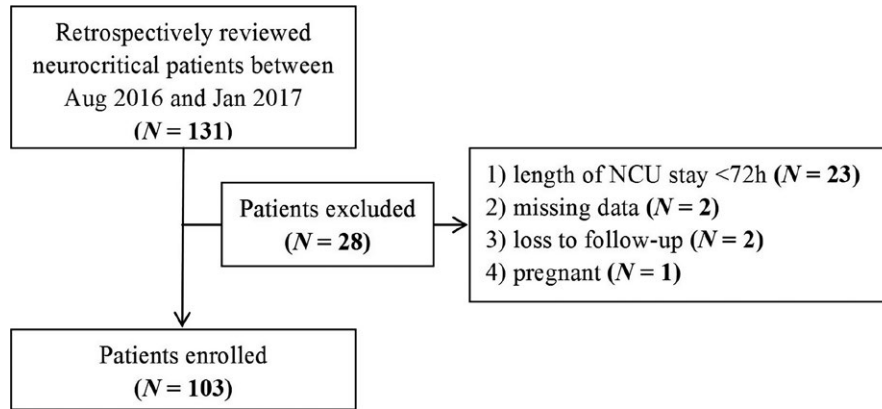 Retrospectively reviewed
neurocritical patients between
Aug 2016 and Jan 2017
(N = 131)
Patients excluded
(N = 28)
1) length of NCU stay <72h (N = 23)
2) missing data (N = 2)
3) loss to follow-up (N = 2)
4) pregnant (N = 1)
Patients enrolled
(N = 103)